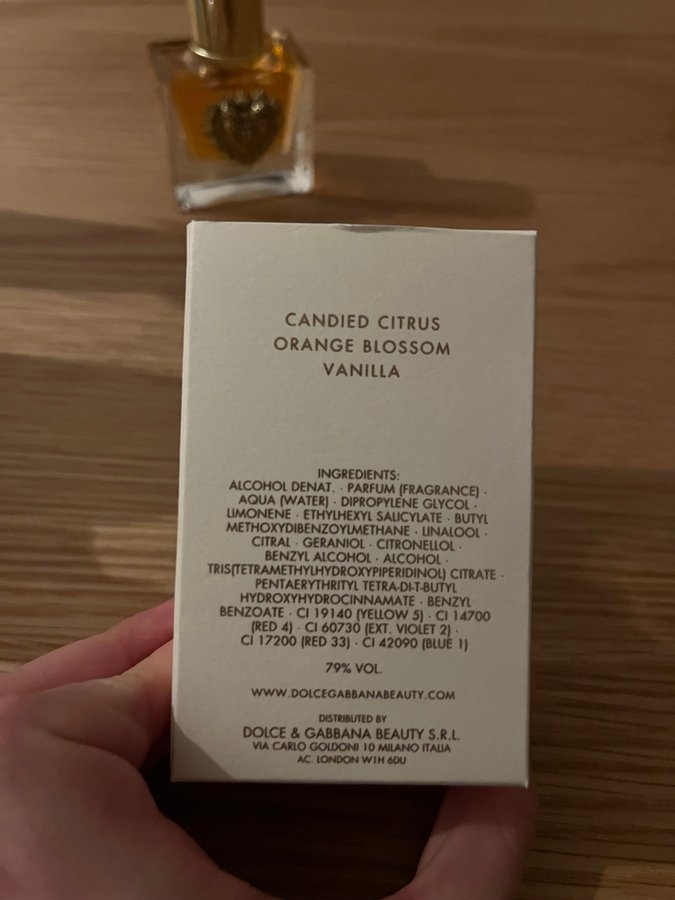 CANDIED CITRUS
ORANGE BLOSSOM
VANILLA
INGREDIENTS:
ALCOHOL DENAT. · PARFUM (FRAGRANCE) ·
AQUA (WATER) · DIPROPYLENE GLYCOL ·
LIMONENE · ETHYLHEXYL SALICYLATE · BUTYL
METHOXYDIBENZOYLMETHANE · LINALOOL ·
CITRAL · GERANIOL · CITRONELLOL ·
BENZYL ALCOHOL · ALCOHOL ·
TRIS(TETRAMETHYLHYDROXYPIPERIDINOL) CITRATE ·
PENTAERYTHRITYL TETRA-DI-T-BUTYL
HYDROXYHYDROCINNAMATE · BENZYL
BENZOATE · CI 19140 (YELLOW 5) · CI 14700
(RED 4) · CI 60730 (EXT. VIOLET 2) ·
CI 17200 (RED 33) · CI 42090 (BLUE 1)
79% VOL.
WWW.DOLCEGABBANABEAUTY.COM
DISTRIBUTED BY
DOLCE & GABBANA BEAUTY S.R.L.
VIA CARLO GOLDONI 10 MILANO ITALIA
AC. LONDON W1H 6DU